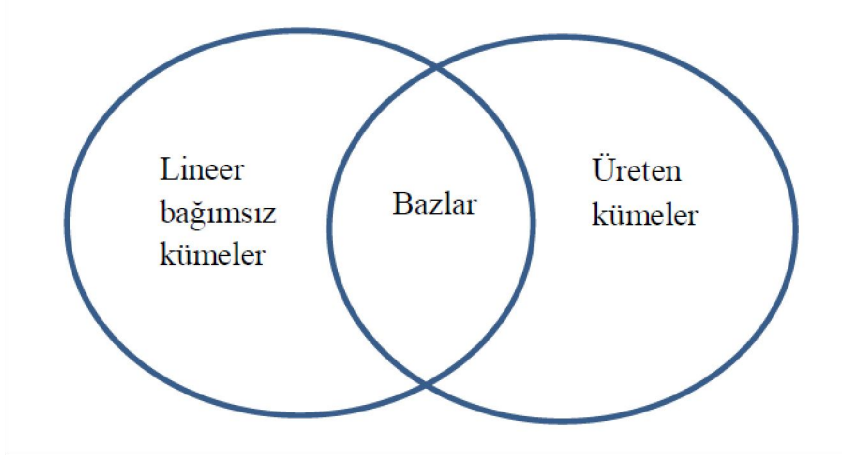 Lineer
bağımsız
kümeler
Bazlar
Üreten
kümeler